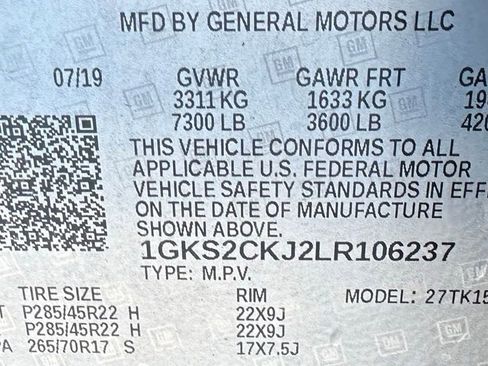 MFD BY GENERAL MOTORS LLC
07/19 GVWR GAWR FRT
3311 KG 1633 KG
7300 LB 3600 LB
THIS VEHICLE CONFORMS TO ALL
APPLICABLE U.S. FEDERAL MOTOR
VEHICLE SAFETY STANDARDS IN
ON THE DATE OF MANUFACTURE
SHOWN ABOVE.
1GKS2CKJ2LR106237
TYPE: M.P.V.
TIRE SIZE RIM MODEL: 27TK15
P285/45R22 H 22X9J
P285/45R22 H 22X9J
265/70R17 S 17X7.5J
GM